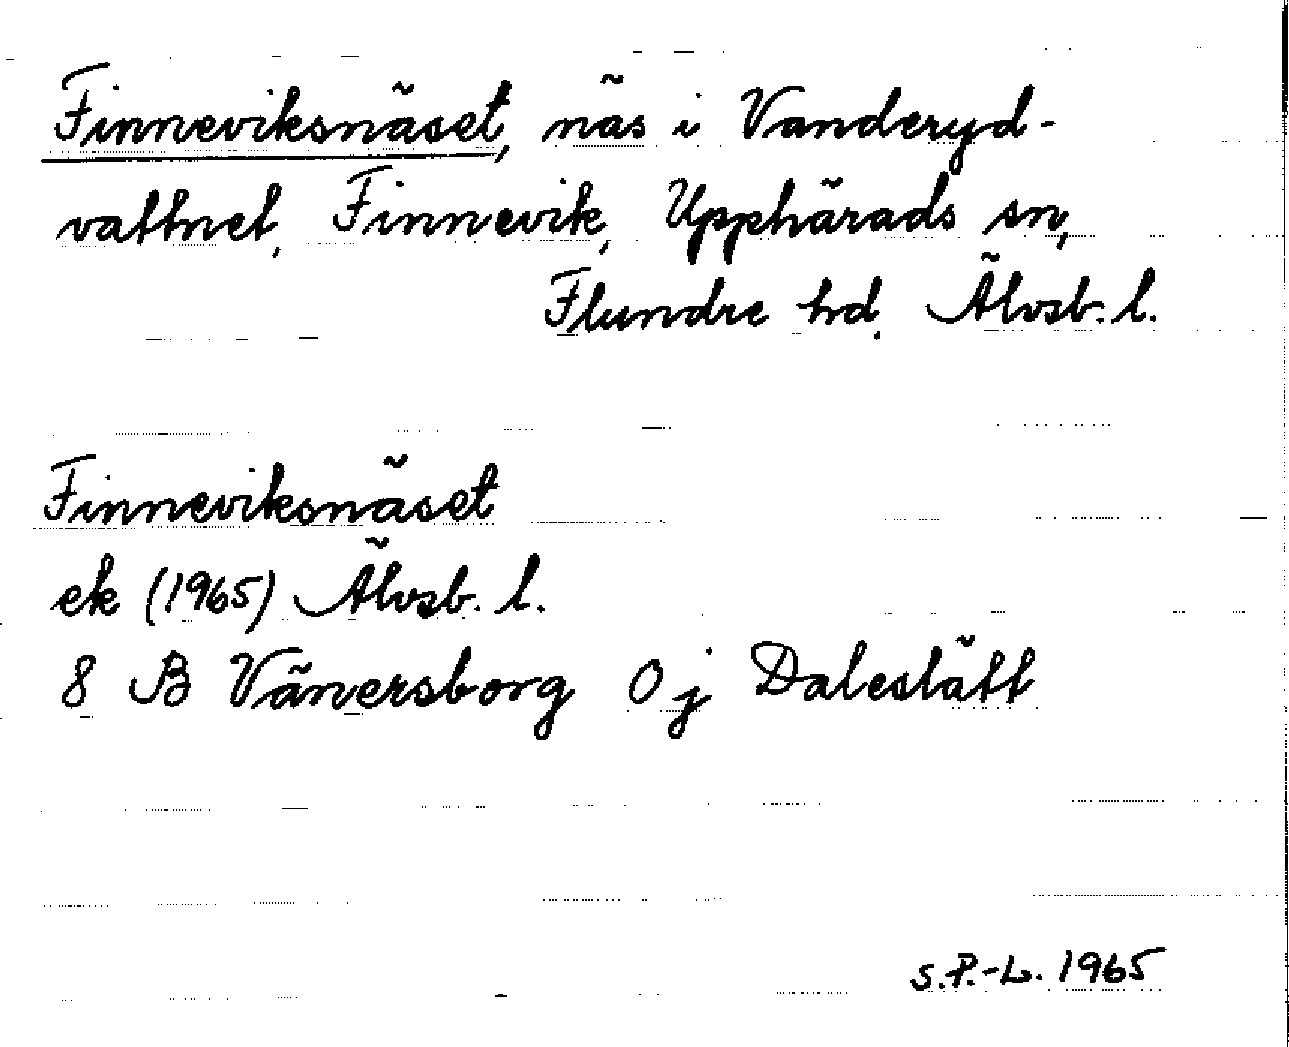 Finneviksnäset, näs i Vanderyd-
vattnet, Finnevik, Upphärads sn,
Flundre hd. Älvsb. l.
Finneviksnäset
ek (1965) Älvsb. l.
8 B Vänersborg 0 j Daleslätt
S.P.-L. 1965